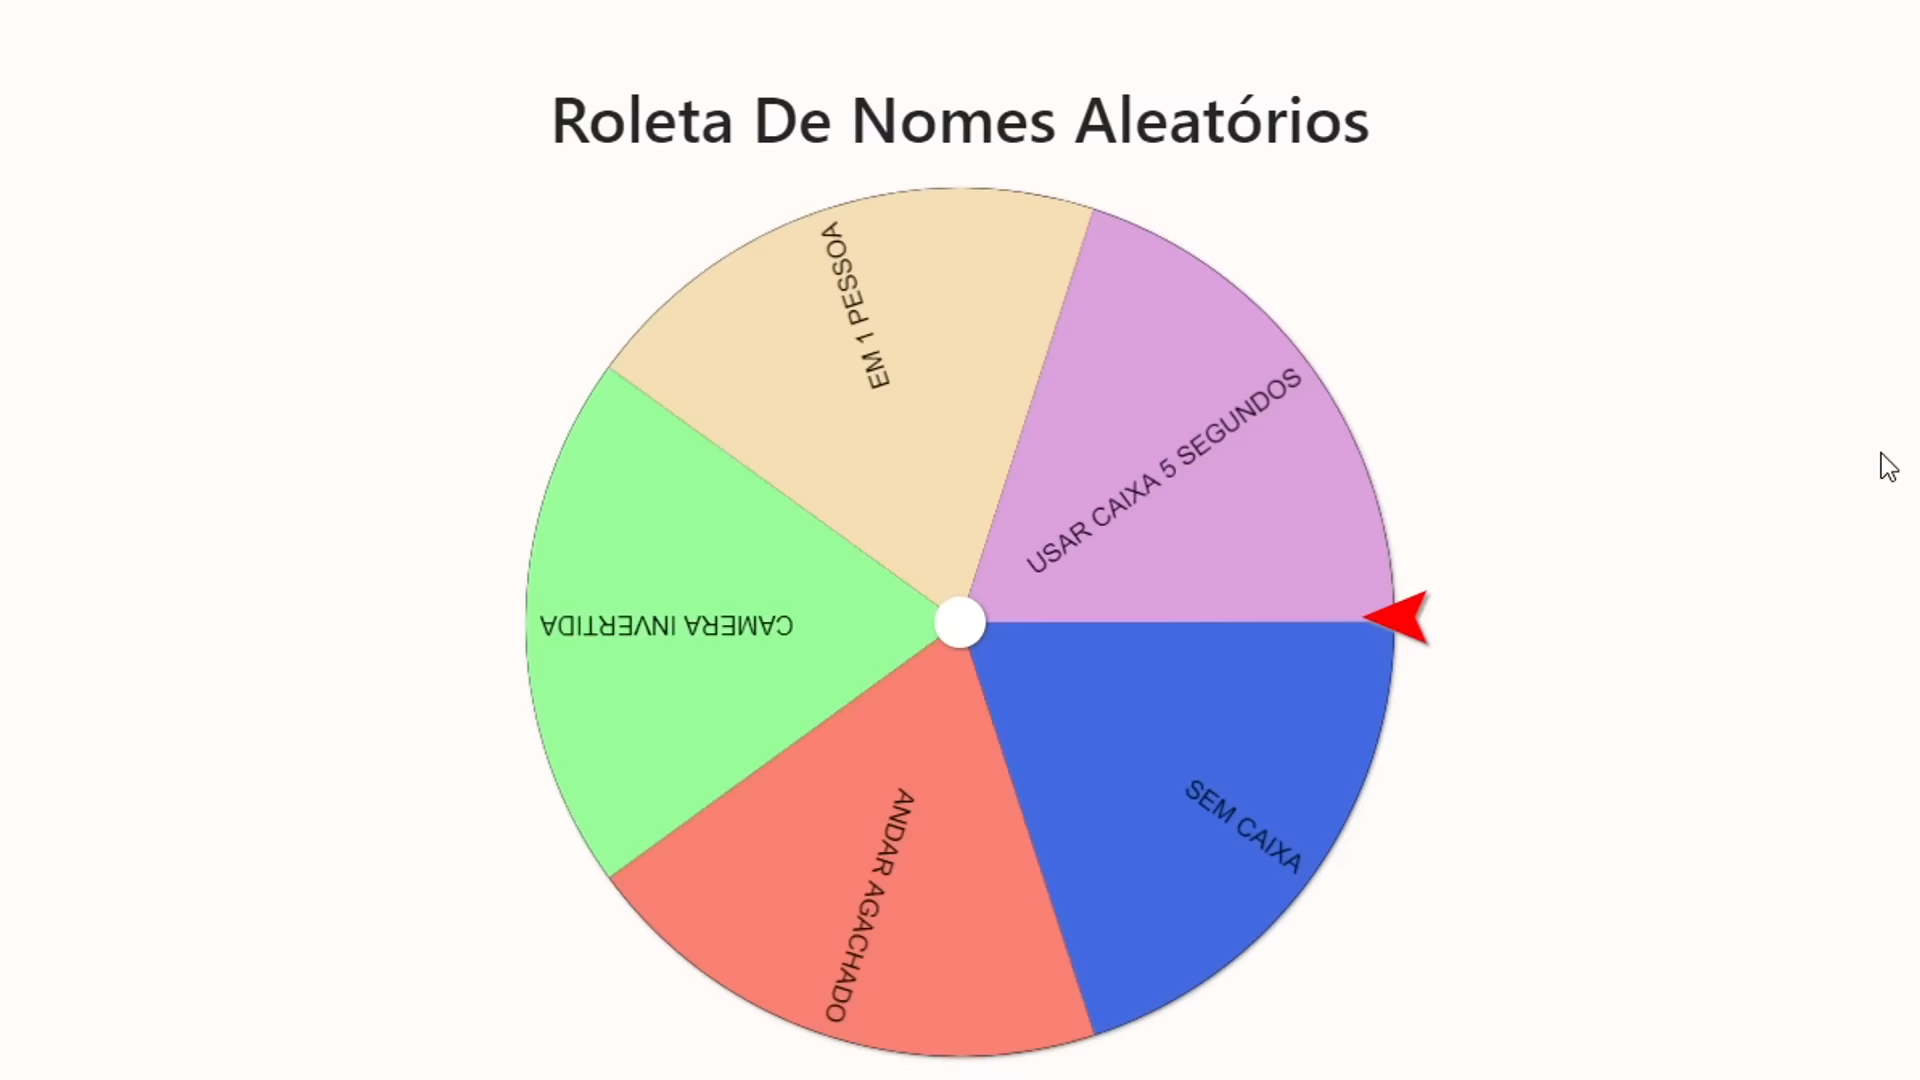 Roleta De Nomes Aleatórios
EM 1 PESSOA
USAR CAIXA 5 SEGUNDOS
CAMERA INVERTIDA
SEM CAIXA
ANDAR AGACHADO